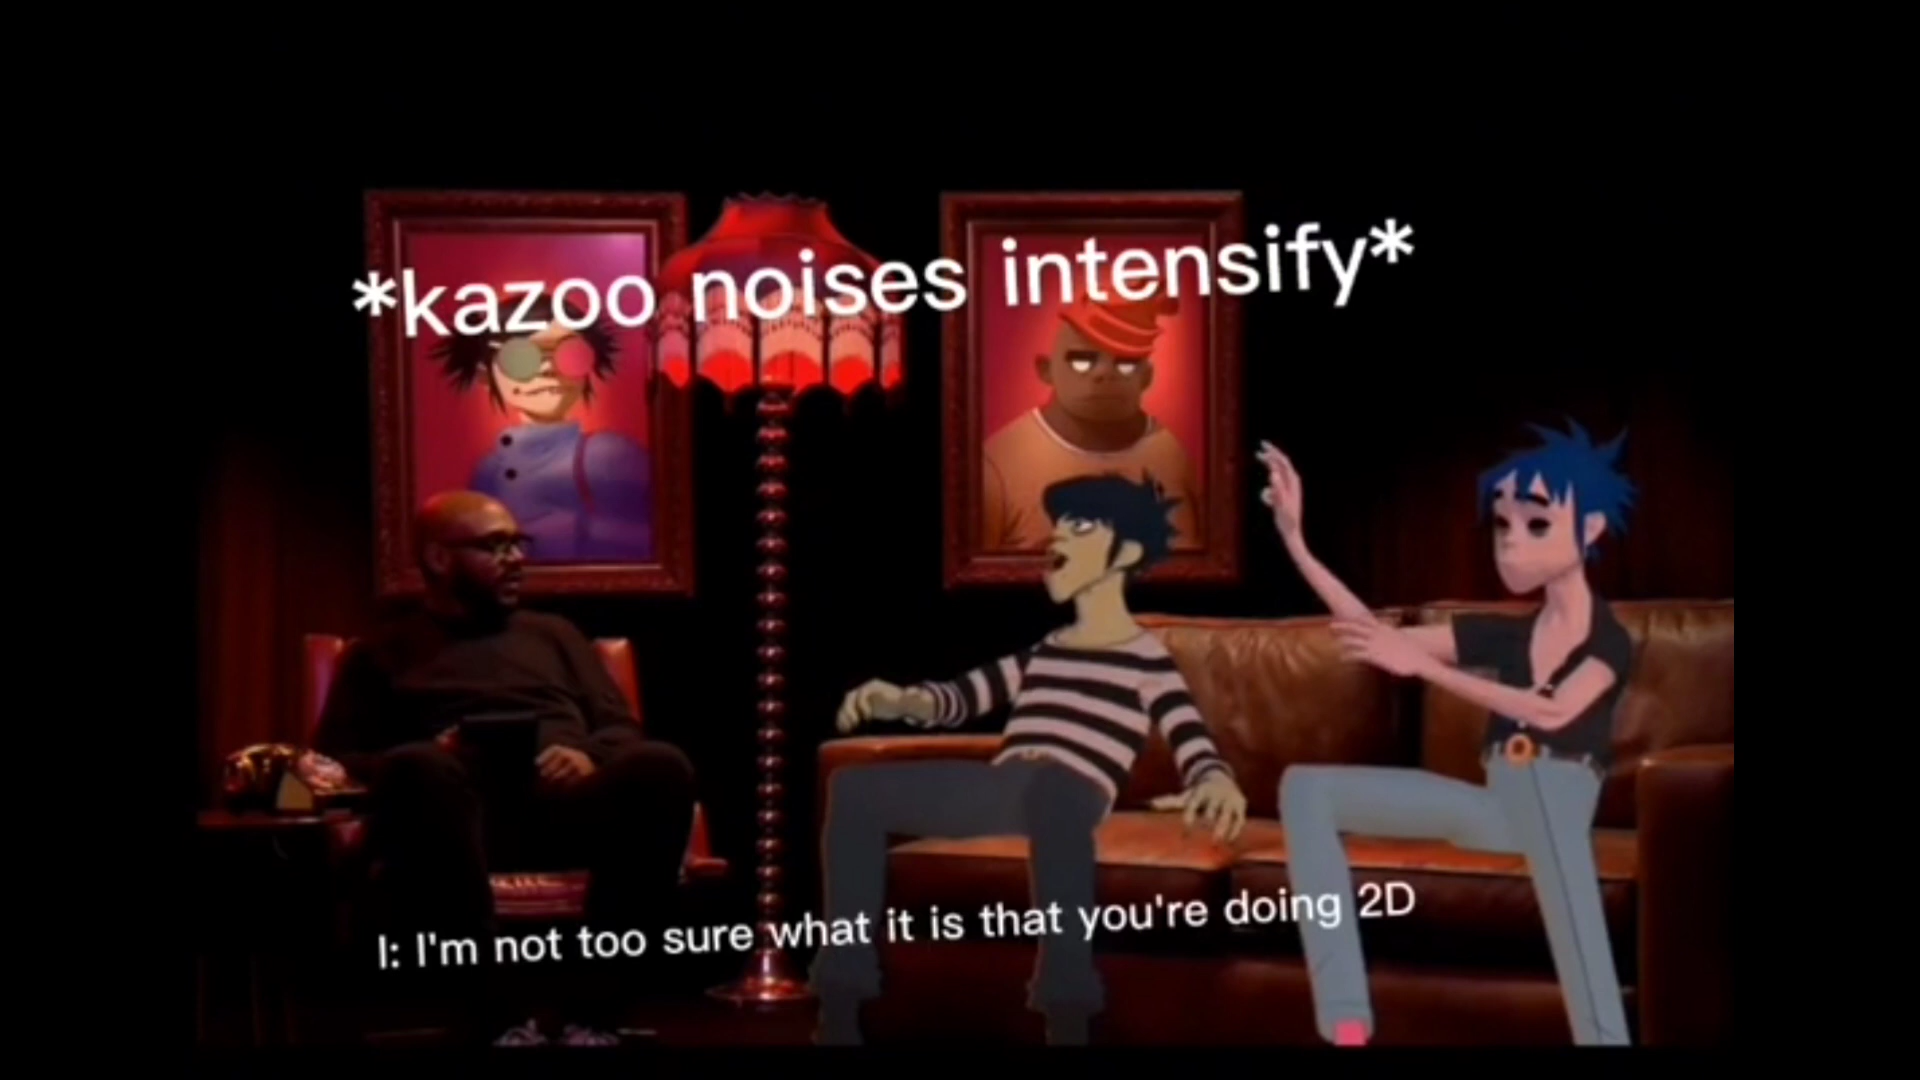 *kazoo noises intensify*
I: I'm not too sure what it is that you're doing 2D